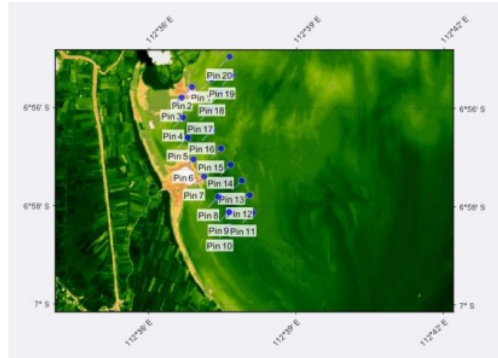 112°36' E
112°39' E
112°42' E
Pin 20
Pin 19
Pin 2
Pin 18
6°56' S
6°56' S
Pin 3
Pin 17
Pin 4
Pin 16
Pin 5
Pin 15
Pin 6
Pin 14
Pin 7
Pin 13
6°58' S
6°58' S
Pin 8
Pin 12
Pin 9
Pin 11
Pin 10
7° S
7° S
112°36' E
112°39' E
112°42' E